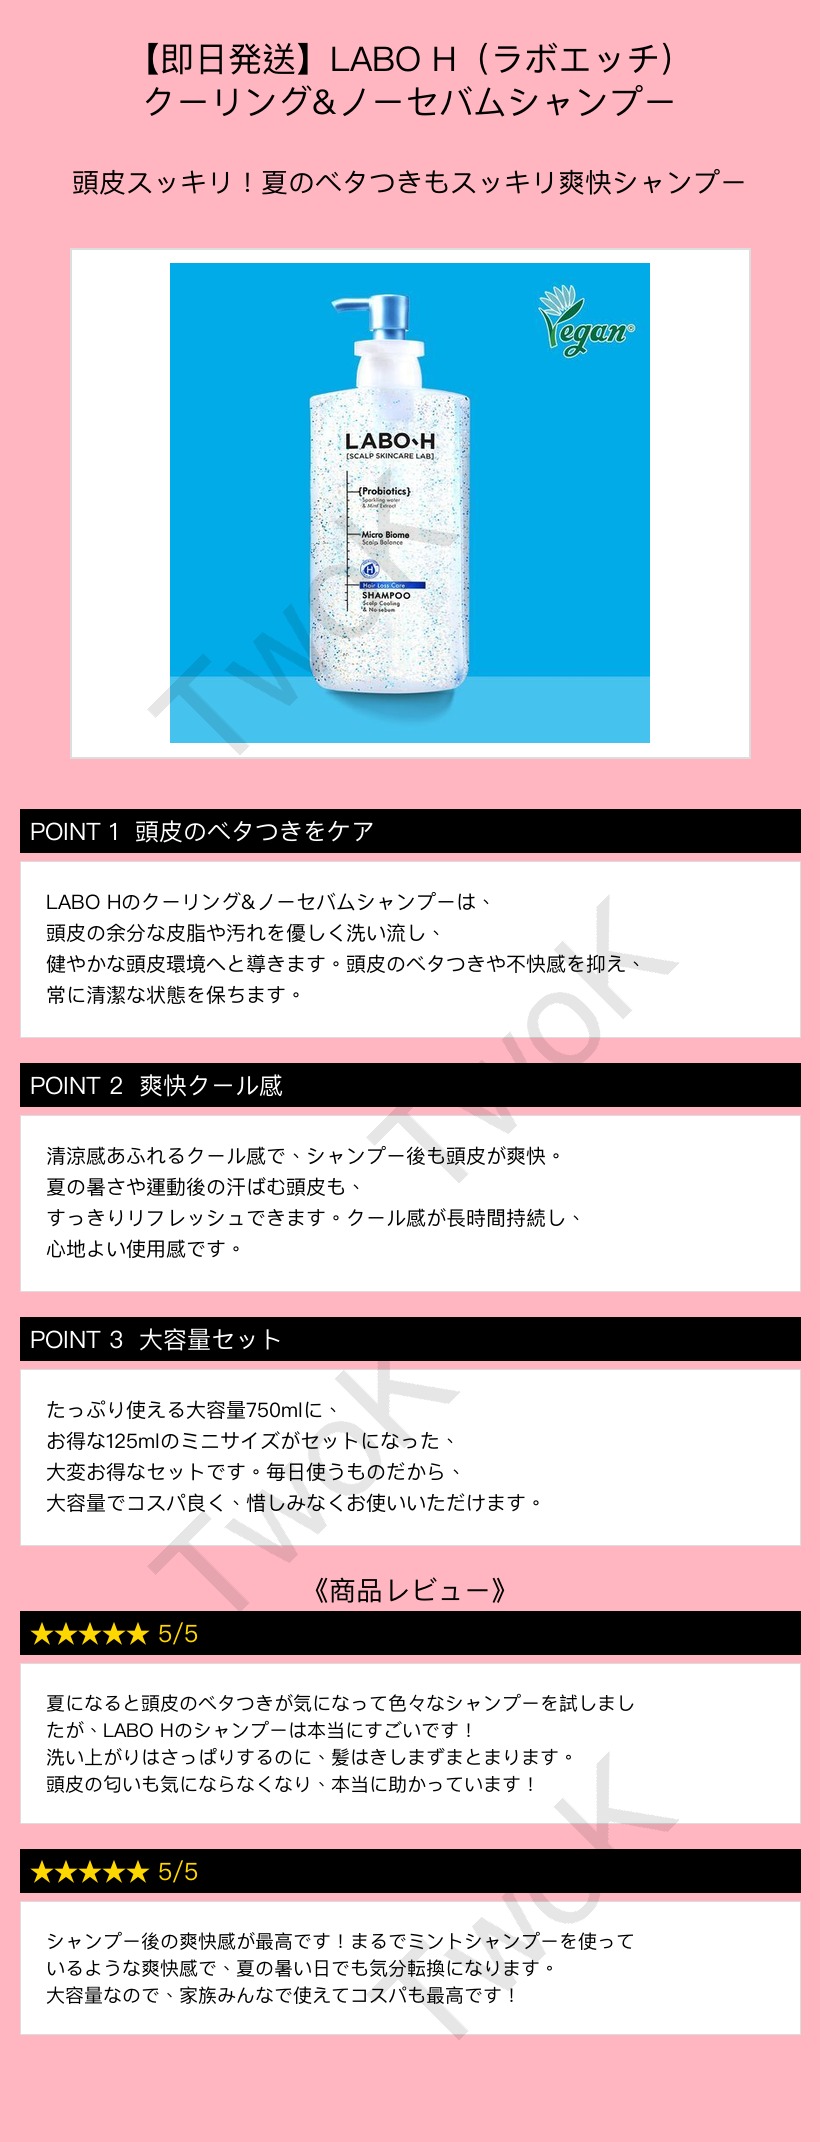 【即日発送】LABO H（ラボエッチ）
クーリング&ノーセバムシャンプー
頭皮スッキリ！夏のベタつきもスッキリ爽快シャンプー
Vegan
LABO-H
[SCALP SKINCARE LAB]
{Probiotics}
Sparkling water
& Mint Extract
Micro Biome
Scalp Balance
H
Hair Loss Care
SHAMPOO
Scalp Cooling
& No sebum
TwoK
POINT 1 頭皮のベタつきをケア
LABO Hのクーリング&ノーセバムシャンプーは、
頭皮の余分な皮脂や汚れを優しく洗い流し、
健やかな頭皮環境へと導きます。頭皮のベタつきや不快感を抑え、
常に清潔な状態を保ちます。
TwoK
POINT 2 爽快クール感
清涼感あふれるクール感で、シャンプー後も頭皮が爽快。
夏の暑さや運動後の汗ばむ頭皮も、
すっきりリフレッシュできます。クール感が長時間持続し、
心地よい使用感です。
POINT 3 大容量セット
たっぷり使える大容量750mlに、
お得な125mlのミニサイズがセットになった、
大変お得なセットです。毎日使うものだから、
大容量でコスパ良く、惜しみなくお使いいただけます。
TwoK
《商品レビュー》
★★★★★ 5/5
夏になると頭皮のベタつきが気になって色々なシャンプーを試しまし
たが、LABO Hのシャンプーは本当にすごいです！
洗い上がりはさっぱりするのに、髪はきしまずまとまります。
頭皮の匂いも気にならなくなり、本当に助かっています！
★★★★★ 5/5
シャンプー後の爽快感が最高です！まるでミントシャンプーを使って
いるような爽快感で、夏の暑い日でも気分転換になります。
大容量なので、家族みんなで使えてコスパも最高です！
TwoK